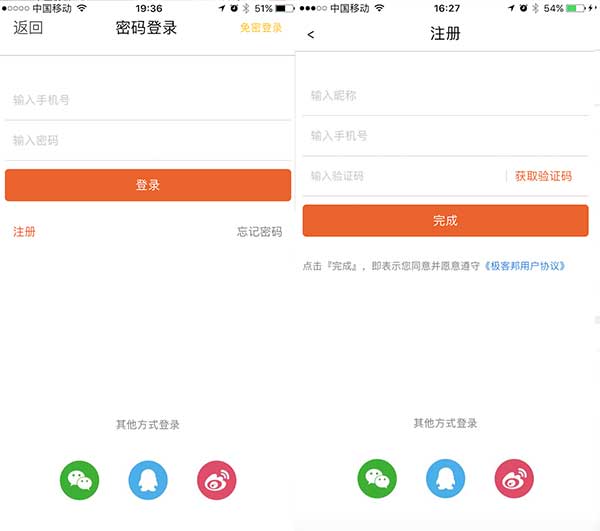 中国移动 19:36 51%
返回 密码登录 免密登录
输入手机号
输入密码
登录
注册 忘记密码
其他方式登录
中国移动 16:27 54%
< 注册
输入昵称
输入手机号
输入验证码 获取验证码
完成
点击『完成』，即表示您同意并愿意遵守《极客邦用户协议》
其他方式登录